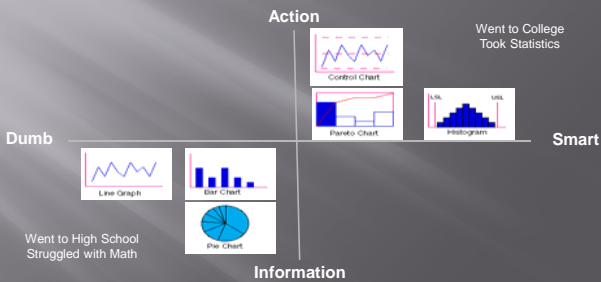 Action
Went to College
Took Statistics
Control Chart
LSL
USL
Pareto Chart
Histogram
Dumb
Smart
Line Graph
Bar Chart
Pie Chart
Went to High School
Struggled with Math
Information